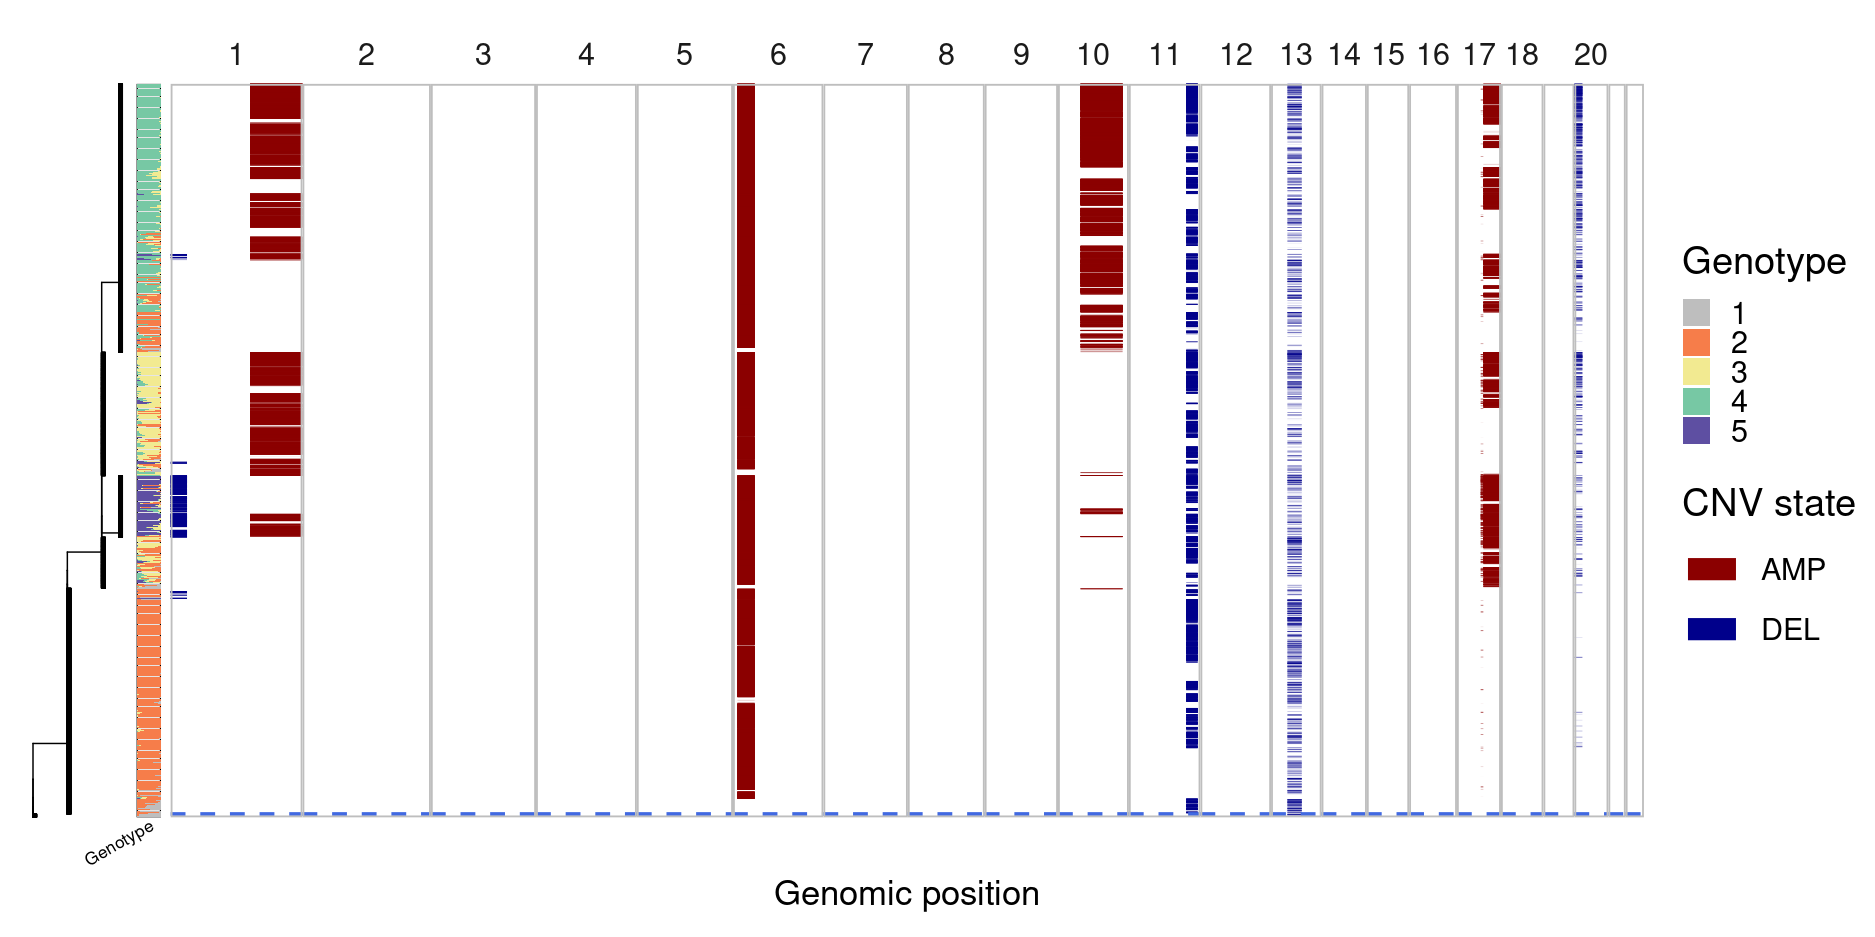 1 2 3 4 5 6 7 8 9 10 11 12 13 14 15 16 17 18 20
Genotype
1
2
3
4
5
CNV state
AMP
DEL
Genotype
Genomic position